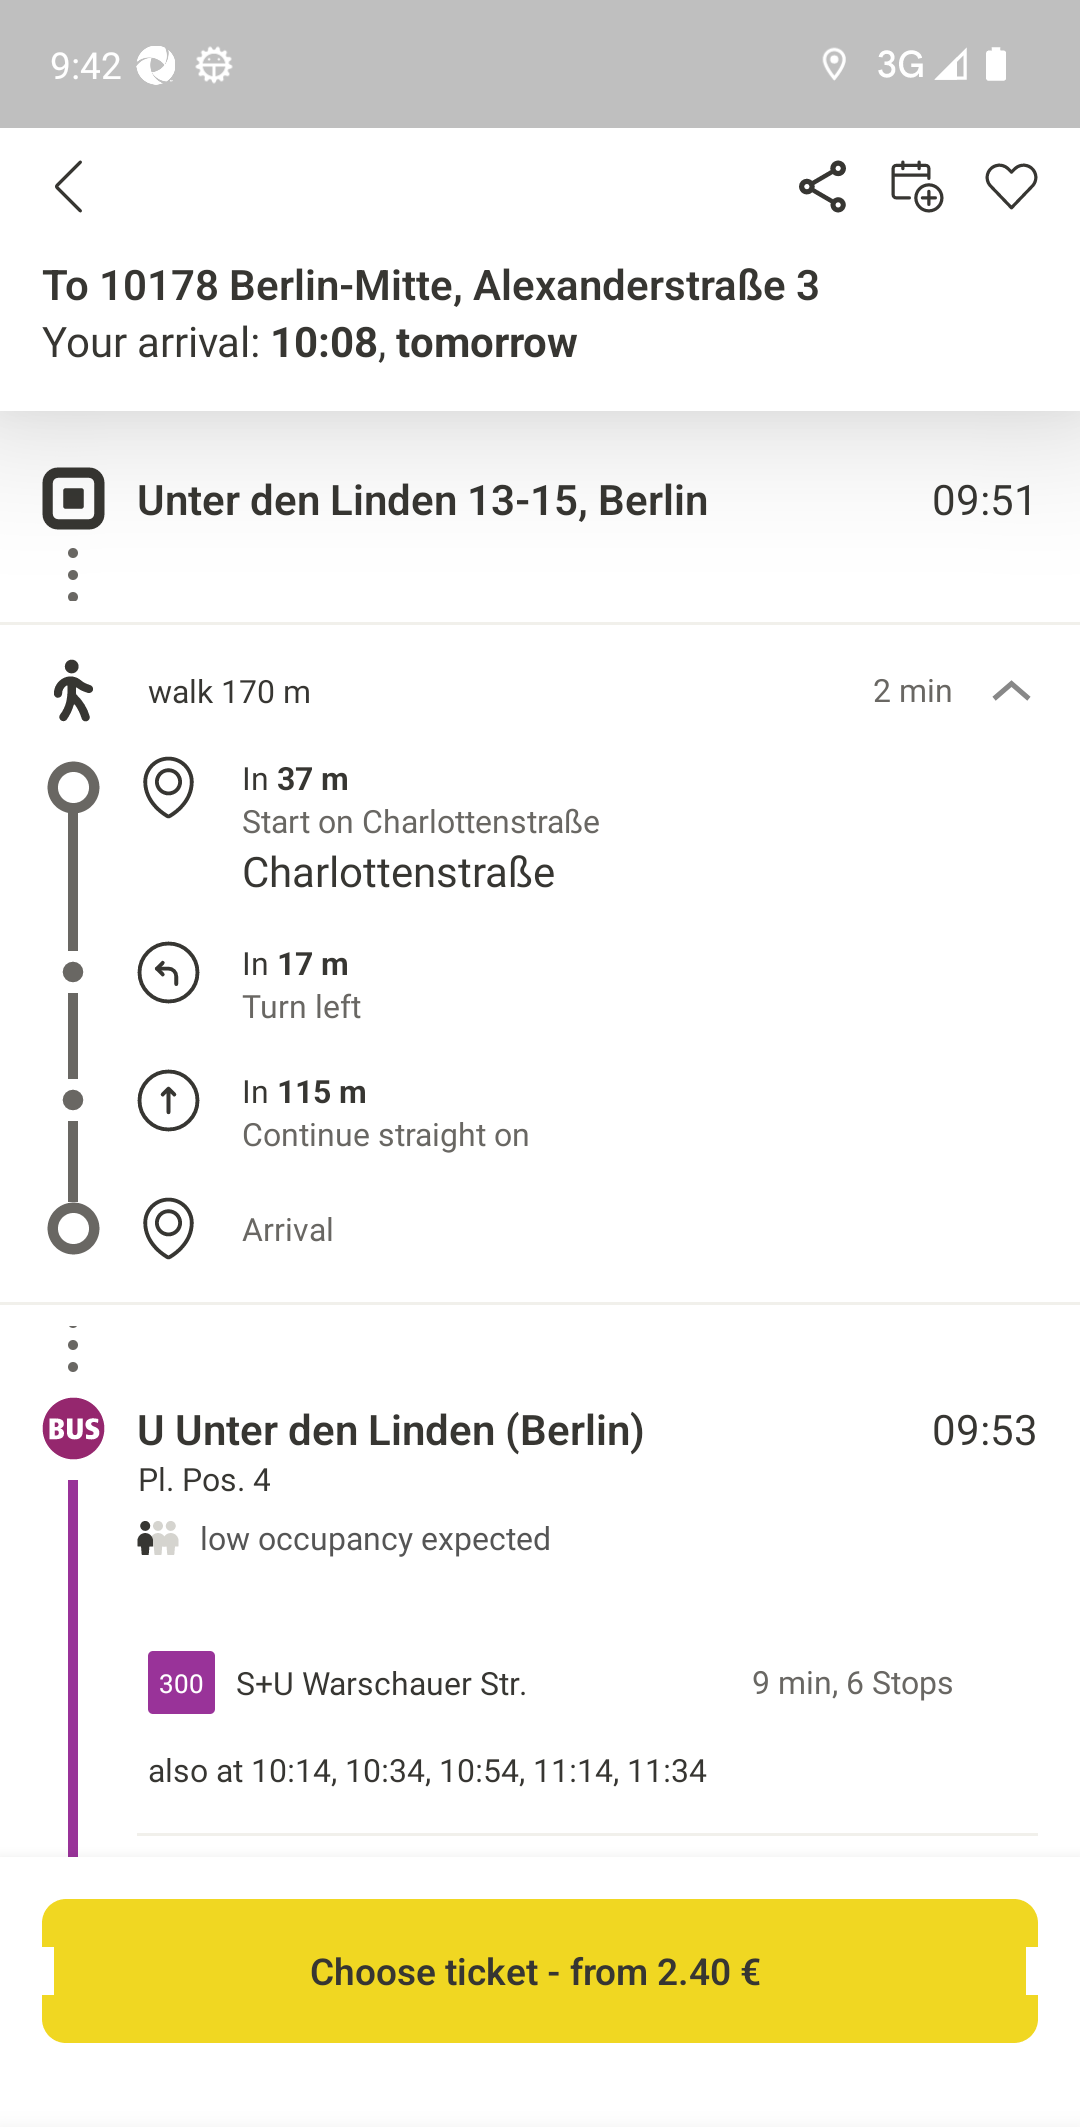 9:42
3G
To 10178 Berlin-Mitte, Alexanderstraße 3
Your arrival: 10:08, tomorrow
Unter den Linden 13-15, Berlin 09:51
walk 170 m 2 min
In 37 m
Start on Charlottenstraße
Charlottenstraße
In 17 m
Turn left
In 115 m
Continue straight on
Arrival
BUS U Unter den Linden (Berlin) 09:53
Pl. Pos. 4
low occupancy expected
300 S+U Warschauer Str. 9 min, 6 Stops
also at 10:14, 10:34, 10:54, 11:14, 11:34
Choose ticket - from 2.40 €